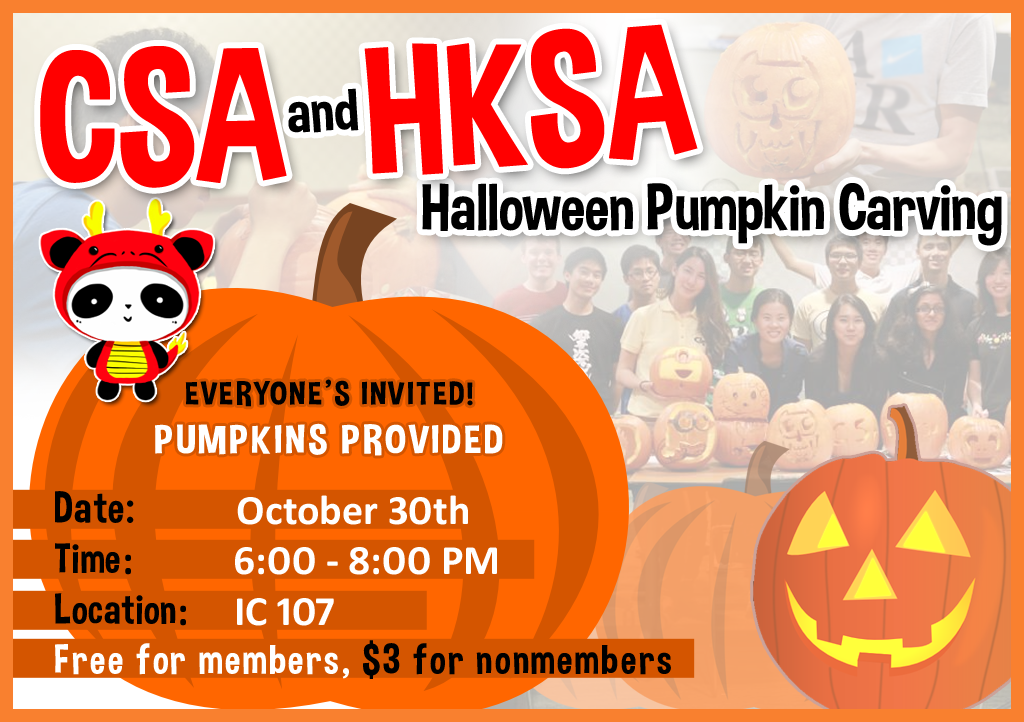 CSA and HKSA
Halloween Pumpkin Carving
EVERYONE'S INVITED!
PUMPKINS PROVIDED
Date: October 30th
Time: 6:00 - 8:00 PM
Location: IC 107
Free for members, $3 for nonmembers